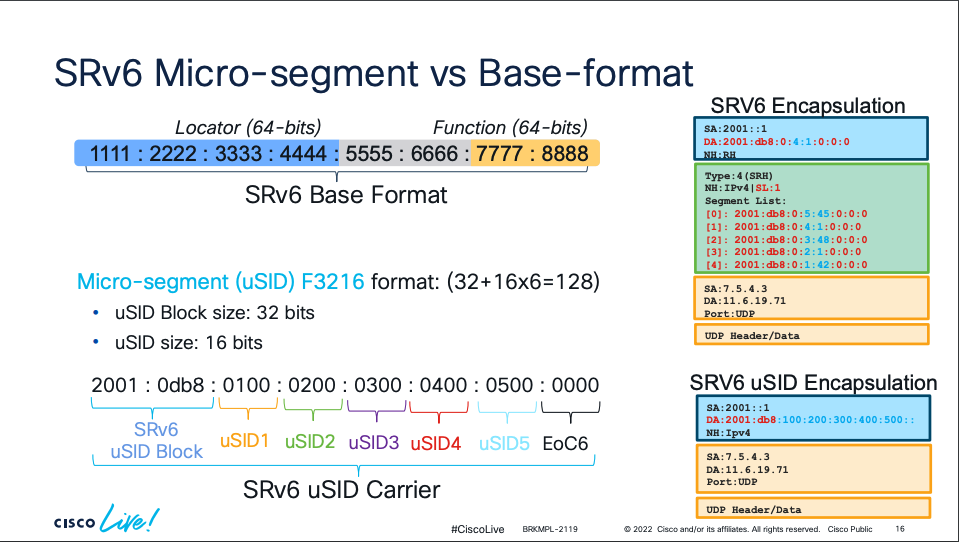 SRv6 Micro-segment vs Base-format
Locator (64-bits) Function (64-bits)
1111 : 2222 : 3333 : 4444 : 5555 : 6666 : 7777 : 8888
SRv6 Base Format
Micro-segment (uSID) F3216 format: (32+16x6=128)
• uSID Block size: 32 bits
• uSID size: 16 bits
2001 : 0db8 : 0100 : 0200 : 0300 : 0400 : 0500 : 0000
SRv6
uSID Block
uSID1 uSID2 uSID3 uSID4 uSID5 EoC6
SRv6 uSID Carrier
SRV6 Encapsulation
SA:2001::1
DA:2001:db8:0:4:1:0:0:0
NH:RH
Type:4(SRH)
NH:IPv4|SL:1
Segment List:
[0]: 2001:db8:0:5:45:0:0:0
[1]: 2001:db8:0:4:1:0:0:0
[2]: 2001:db8:0:3:48:0:0:0
[3]: 2001:db8:0:2:1:0:0:0
[4]: 2001:db8:0:1:42:0:0:0
SA:7.5.4.3
DA:11.6.19.71
Port:UDP
UDP Header/Data
SRV6 uSID Encapsulation
SA:2001::1
DA:2001:db8:100:200:300:400:500::
NH:Ipv4
SA:7.5.4.3
DA:11.6.19.71
Port:UDP
UDP Header/Data
CISCO Live!
#CiscoLive BRKMPL-2119 © 2022 Cisco and/or its affiliates. All rights reserved. Cisco Public 16